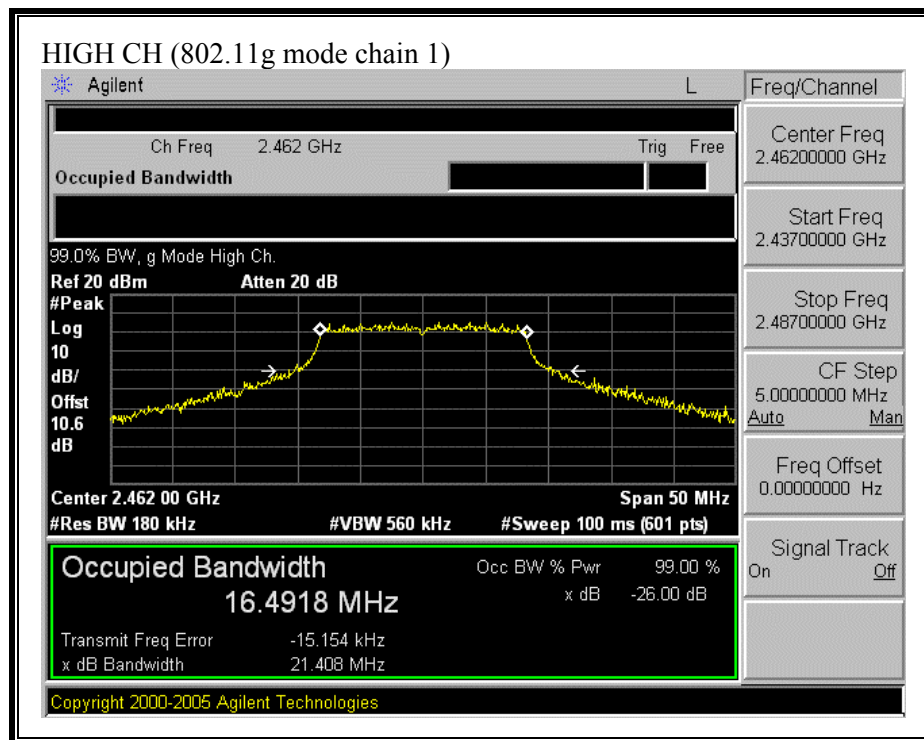 HIGH CH (802.11g mode chain 1)
Agilent L Freq/Channel
Ch Freq 2.462 GHz Trig Free
Occupied Bandwidth
Center Freq
2.46200000 GHz
Start Freq
2.43700000 GHz
Stop Freq
2.48700000 GHz
CF Step
5.00000000 MHz
Auto Man
Freq Offset
0.00000000 Hz
Signal Track
On Off
99.0% BW, g Mode High Ch.
Ref 20 dBm Atten 20 dB
#Peak
Log
10
dB/
Offst
10.6
dB
Center 2.462 00 GHz Span 50 MHz
#Res BW 180 kHz #VBW 560 kHz #Sweep 100 ms (601 pts)
Occupied Bandwidth Occ BW % Pwr 99.00 %
16.4918 MHz x dB -26.00 dB
Transmit Freq Error -15.154 kHz
x dB Bandwidth 21.408 MHz
Copyright 2000-2005 Agilent Technologies